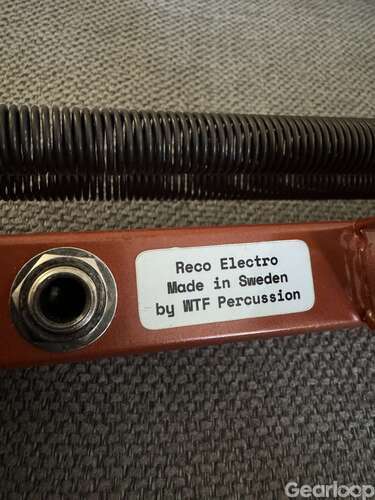 Reco Electro
Made in Sweden
by WTF Percussion
Gearloop